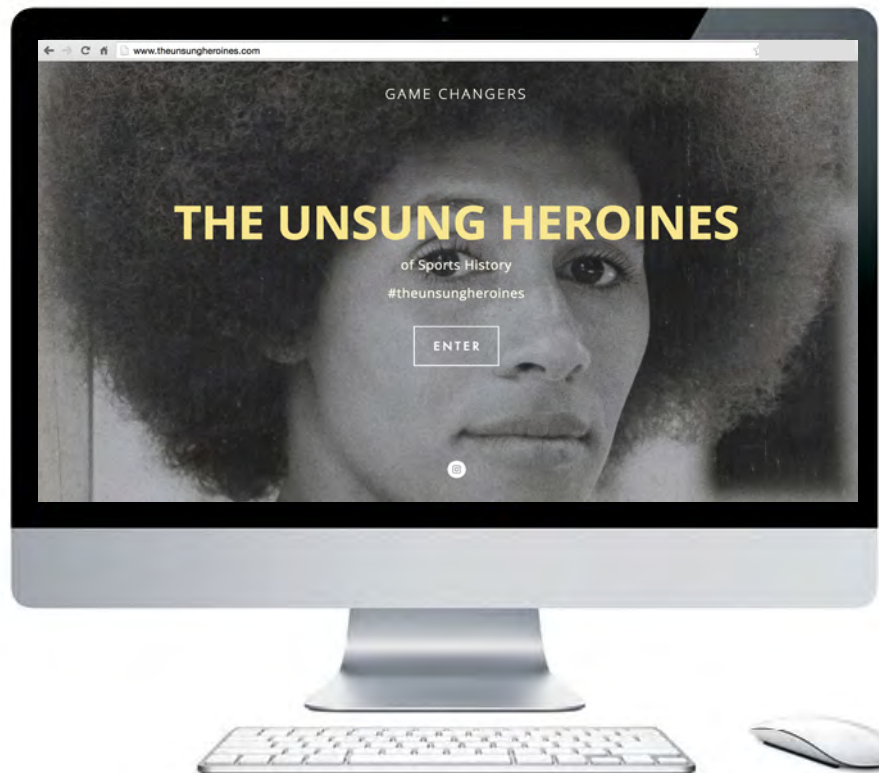 www.theunsungheroines.com
GAME CHANGERS
THE UNSUNG HEROINES
of Sports History
#theunsungheroines
ENTER